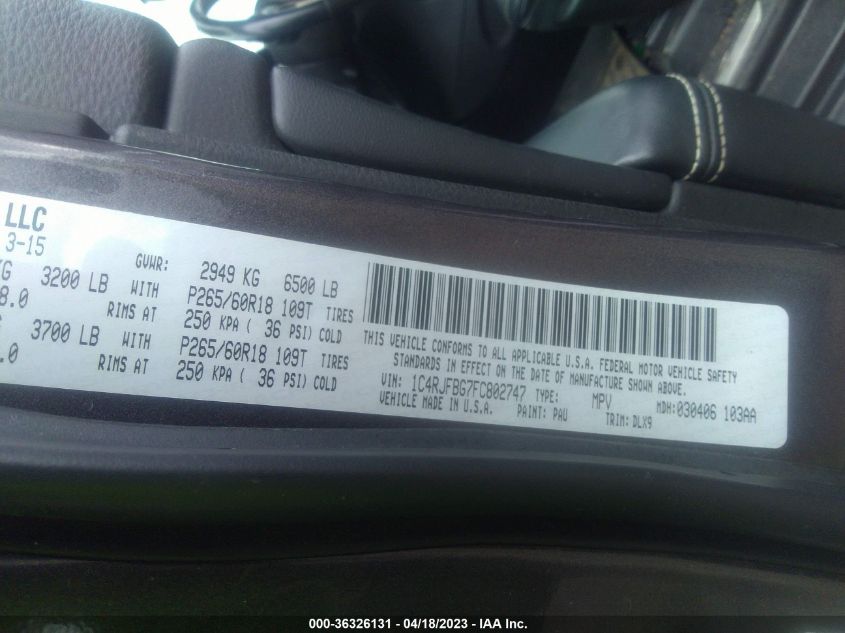 LLC
3-15
GVWR: 2949 KG 6500 LB
KG 3200 LB WITH P265/60R18 109T TIRES
8.0 RIMS AT 250 KPA ( 36 PSI) COLD
3700 LB WITH P265/60R18 109T TIRES
.0 RIMS AT 250 KPA ( 36 PSI) COLD
THIS VEHICLE CONFORMS TO ALL APPLICABLE U.S.A. FEDERAL MOTOR VEHICLE SAFETY
STANDARDS IN EFFECT ON THE DATE OF MANUFACTURE SHOWN ABOVE.
VIN: 1C4RJFBG7FC802747 TYPE: MPV MDH:030406 103AA
VEHICLE MADE IN U.S.A. PAINT: PAU TRIM: DLX9
000-36326131 - 04/18/2023 - IAA Inc.